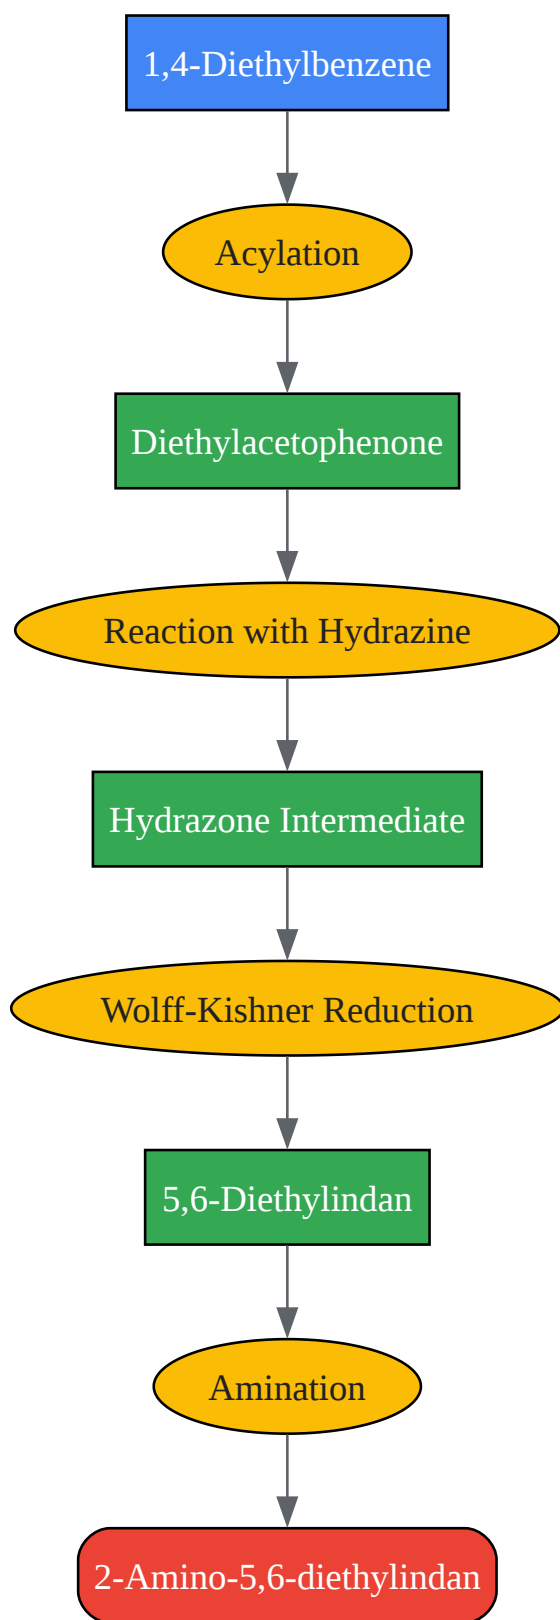 1,4-Diethylbenzene
Acylation
Diethylacetophenone
Reaction with Hydrazine
Hydrazone Intermediate
Wolff-Kishner Reduction
5,6-Diethylindan
Amination
2-Amino-5,6-diethylindan